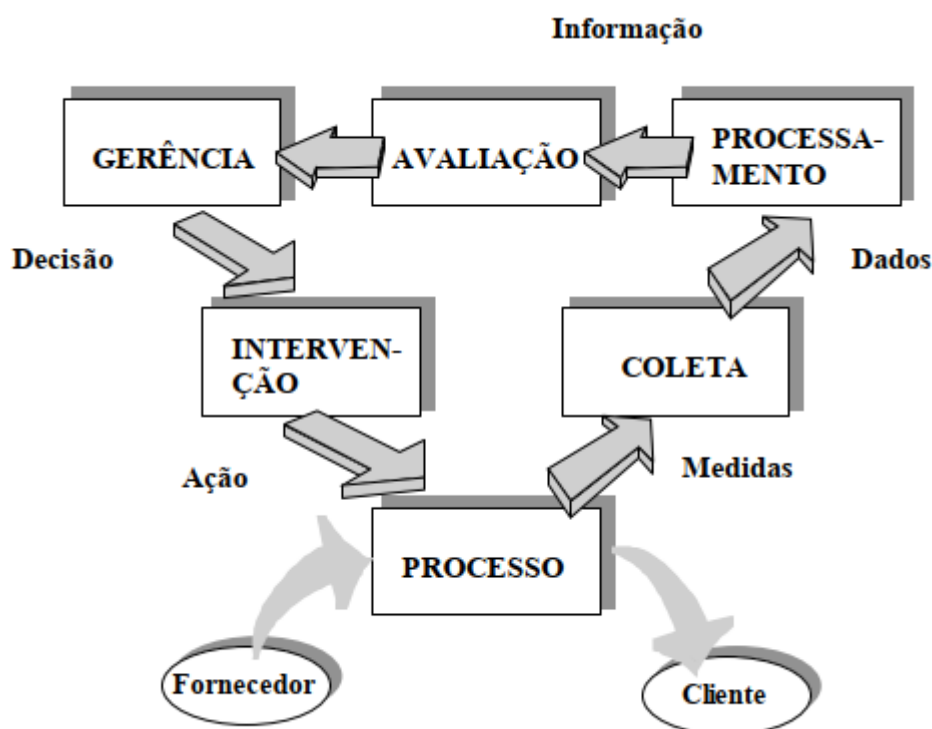 Informação
GERÊNCIA
AVALIAÇÃO
PROCESSA-
MENTO
Decisão
Dados
INTERVEN-
ÇÃO
COLETA
Ação
Medidas
PROCESSO
Fornecedor
Cliente